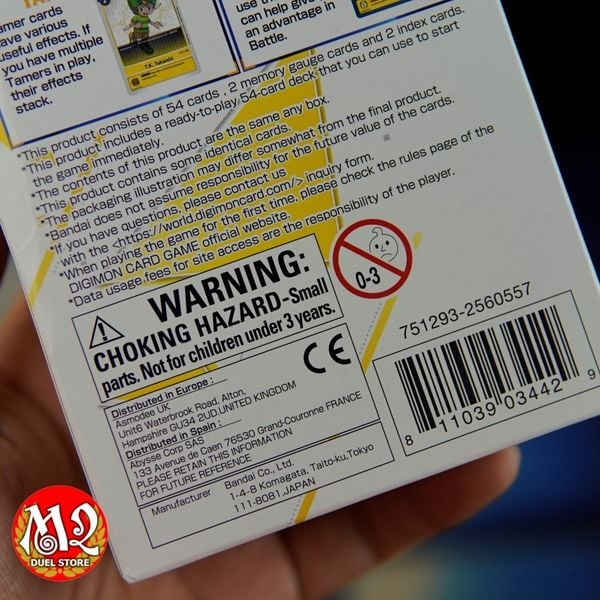 amer cards
ave various
useful effects. If
you have multiple
Tamers in play,
their effects
stack.
T.K. Takaishi
can help give
an advantage in
Battle.
*This product consists of 54 cards , 2 memory gauge cards and 2 index cards.
*This product includes a ready-to-play 54-card deck that you can use to start
the game immediately.
*The contents of this product are the same any box.
*This product contains some identical cards.
*The packaging illustration may differ somewhat from the final product.
*Bandai does not assume responsibility for the future value of the cards.
*If you have questions, please contact us
with the <https://world.digimoncard.com/> inquiry form.
*When playing the game for the first time, please check the rules page of the
DIGIMON CARD GAME official website.
*Data usage fees for site access are the responsibility of the player.
WARNING:
CHOKING HAZARD-Small
parts. Not for children under 3 years.
0-3
Distributed in Europe :
Asmodee UK
Unit6 Waterbrook Road, Alton,
Hampshire GU34 2UD.UNITED KINGDOM
Distributed in Spain :
Abysse Corp SAS
133 Avenue de Caen 76530 Grand-Couronne FRANCE
PLEASE RETAIN THIS INFORMATION
FOR FUTURE REFERENCE
CE
Manufacturer
Bandai Co., Ltd.
1-4-8 Komagata, Taito-ku,Tokyo
111-8081,JAPAN
751293-2560557
8 11039 03442 9
M2
DUEL STORE